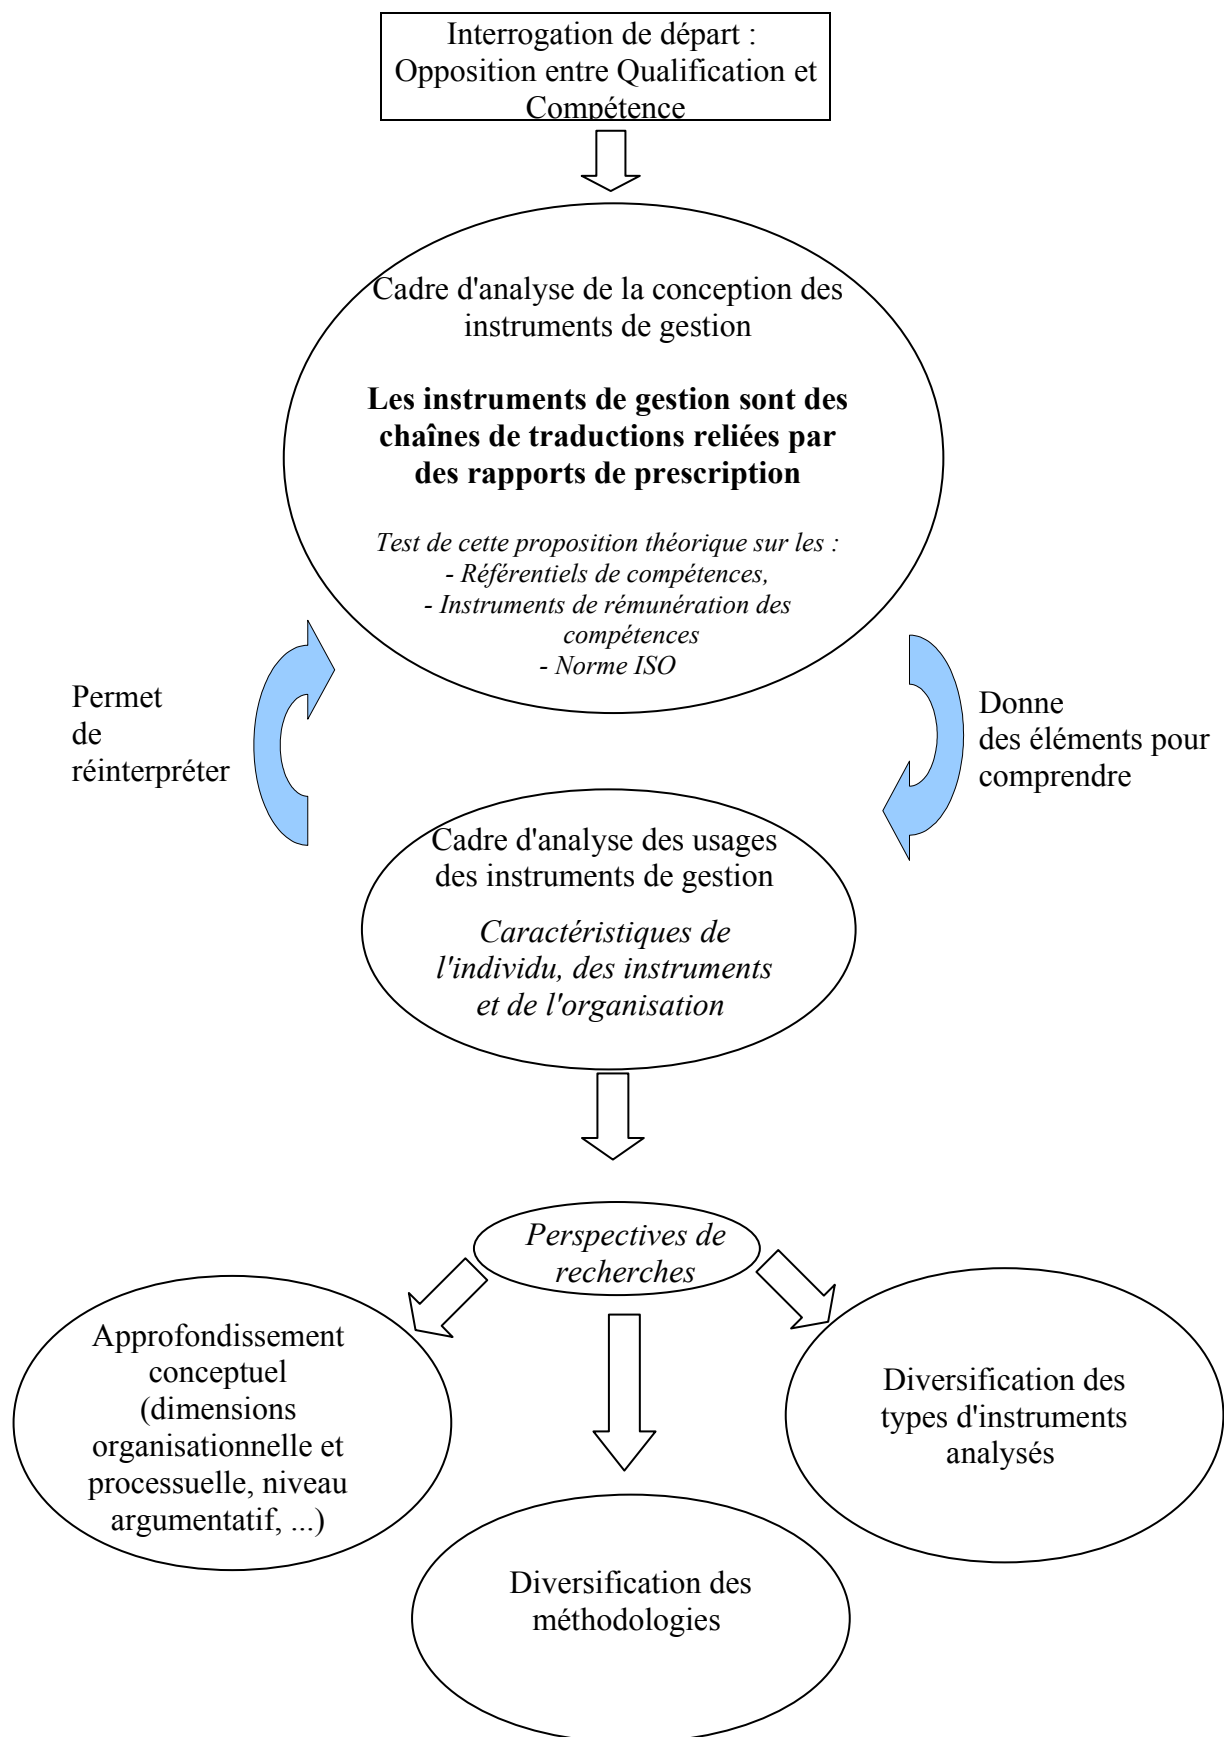 Interrogation de départ :
Opposition entre Qualification et
Compétence
Cadre d'analyse de la conception des
instruments de gestion
Les instruments de gestion sont des
chaînes de traductions reliées par
des rapports de prescription
Test de cette proposition théorique sur les :
- Référentiels de compétences,
- Instruments de rémunération des
compétences
- Norme ISO
Permet
de
réinterpréter
Donne
des éléments pour
comprendre
Cadre d'analyse des usages
des instruments de gestion
Caractéristiques de
l'individu, des instruments
et de l'organisation
Perspectives de
recherches
Approfondissement
conceptuel
(dimensions
organisationnelle et
processuelle, niveau
argumentatif, ...)
Diversification des
types d'instruments
analysés
Diversification des
méthodologies